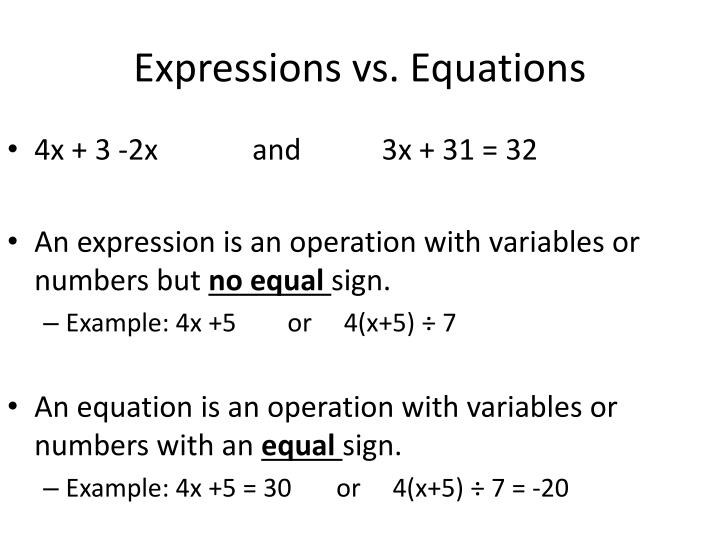 Expressions vs. Equations
• 4x + 3 -2x and 3x + 31 = 32
• An expression is an operation with variables or
numbers but no equal sign.
– Example: 4x +5 or 4(x+5) ÷ 7
• An equation is an operation with variables or
numbers with an equal sign.
– Example: 4x +5 = 30 or 4(x+5) ÷ 7 = -20